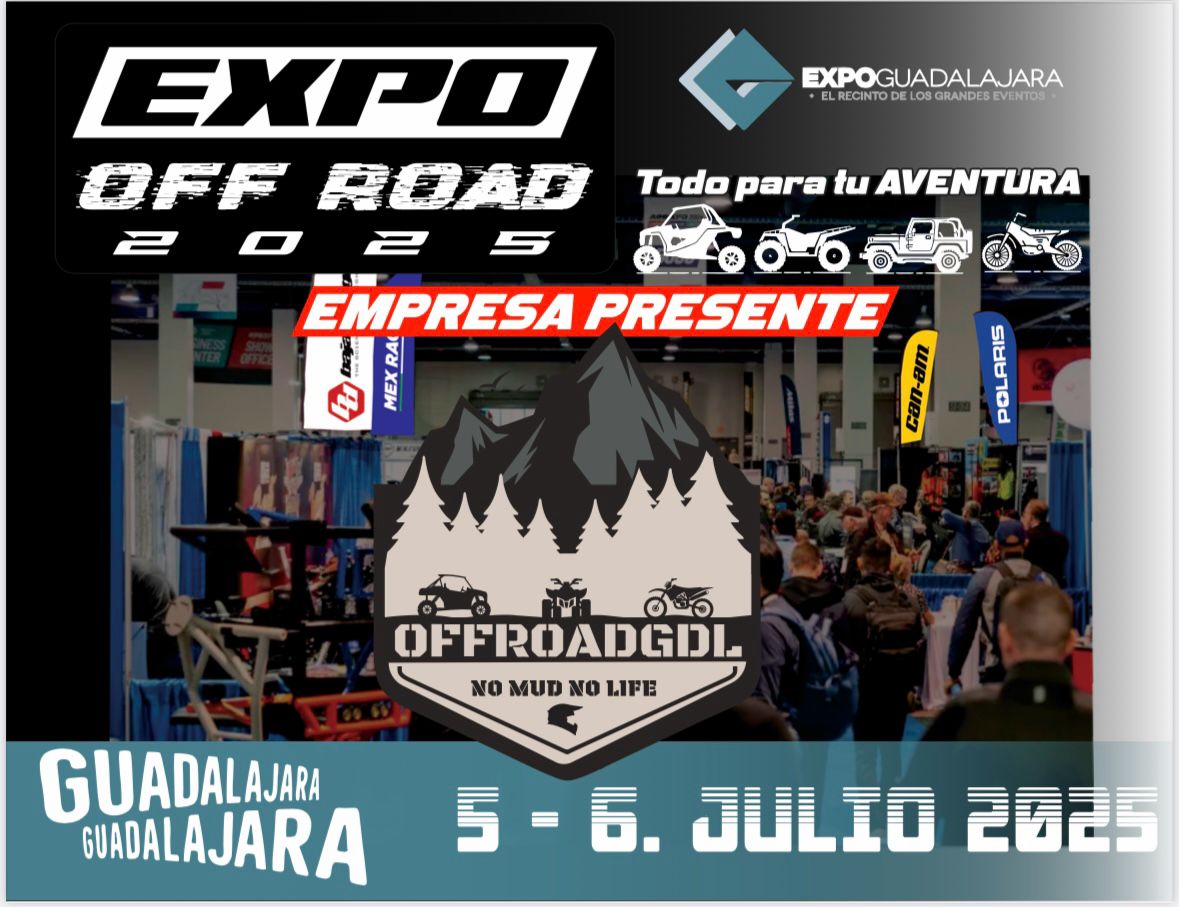 EXPO
OFF ROAD
2025
EXPOGUADALAJARA
• EL RECINTO DE LOS GRANDES EVENTOS •
Todo para tu AVENTURA
EMPRESA PRESENTE
MEX RAC
can-am
POLARIS
OFFROADGDL
NO MUD NO LIFE
GUADALAJARA
GUADALAJARA
5 - 6. JULIO 2025